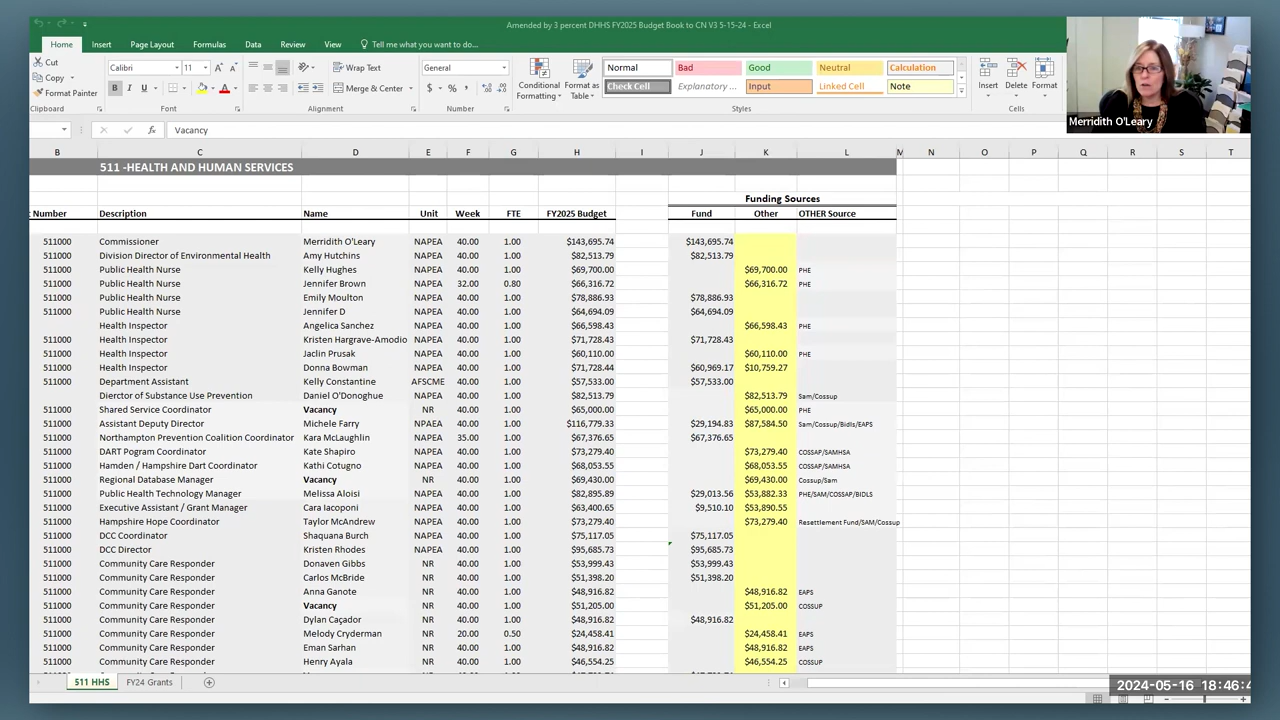 Amended by 3 percent DHHS FY2025 Budget Book to CN V3 5-15-24 - Excel
Home Insert Page Layout Formulas Data Review View Tell me what you want to do...
Cut Calibri 11 Wrap Text General Normal Bad Good Neutral Calculation
Copy Conditional Format as Insert Delete Format
Format Painter B U A Merge & Center $ % Formatting Table Check Cell Explanatory ... Input Linked Cell Note
Clipboard Font Alignment Number Styles Cells
Merridith O'Leary
fx Vacancy
B C D E F G H I J K L M N O P Q R S T
511 -HEALTH AND HUMAN SERVICES
Funding Sources
Number Description Name Unit Week FTE FY2025 Budget Fund Other OTHER Source
511000 Commissioner Merridith O'Leary NAPEA 40.00 1.00 $143,695.74 $143,695.74
511000 Division Director of Environmental Health Amy Hutchins NAPEA 40.00 1.00 $82,513.79 $82,513.79
511000 Public Health Nurse Kelly Hughes NAPEA 40.00 1.00 $69,700.00 $69,700.00 PHE
511000 Public Health Nurse Jennifer Brown NAPEA 32.00 0.80 $66,316.72 $66,316.72 PHE
511000 Public Health Nurse Emily Moulton NAPEA 40.00 1.00 $78,886.93 $78,886.93
511000 Public Health Nurse Jennifer D NAPEA 40.00 1.00 $64,694.09 $64,694.09
Health Inspector Angelica Sanchez NAPEA 40.00 1.00 $66,598.43 $66,598.43 PHE
511000 Health Inspector Kristen Hargrave-Amodio NAPEA 40.00 1.00 $71,728.43 $71,728.43
511000 Health Inspector Jaclin Prusak NAPEA 40.00 1.00 $60,110.00 $60,110.00 PHE
511000 Health Inspector Donna Bowman NAPEA 40.00 1.00 $71,728.44 $60,969.17 $10,759.27
511000 Department Assistant Kelly Constantine AFSCME 40.00 1.00 $57,533.00 $57,533.00
Dierctor of Substance Use Prevention Daniel O'Donoghue NAPEA 40.00 1.00 $82,513.79 $82,513.79 Sam/Cossup
511000 Shared Service Coordinator Vacancy NR 40.00 1.00 $65,000.00 $65,000.00 PHE
511000 Assistant Deputy Director Michele Farry NPAEA 40.00 1.00 $116,779.33 $29,194.83 $87,584.50 Sam/Cossup/Bidls/EAPS
511000 Northampton Prevention Coalition Coordinator Kara McLaughlin NAPEA 35.00 1.00 $67,376.65 $67,376.65
511000 DART Pogram Coordinator Kate Shapiro NAPEA 40.00 1.00 $73,279.40 $73,279.40 COSSAP/SAMHSA
511000 Hamden / Hampshire Dart Coordinator Kathi Cotugno NAPEA 40.00 1.00 $68,053.55 $68,053.55 COSSAP/SAMHSA
511000 Regional Database Manager Vacancy NR 40.00 1.00 $69,430.00 $69,430.00 Cossup/Sam
511000 Public Health Technology Manager Melissa Aloisi NAPEA 40.00 1.00 $82,895.89 $29,013.56 $53,882.33 PHE/SAM/COSSAP/BIDLS
511000 Executive Assistant / Grant Manager Cara Iacoponi NAPEA 40.00 1.00 $63,400.65 $9,510.10 $53,890.55
511000 Hampshire Hope Coordinator Taylor McAndrew NAPEA 40.00 1.00 $73,279.40 $73,279.40 Resettlement Fund/SAM/Cossup
511000 DCC Coordinator Shaquana Burch NAPEA 40.00 1.00 $75,117.05 $75,117.05
511000 DCC Director Kristen Rhodes NAPEA 40.00 1.00 $95,685.73 $95,685.73
511000 Community Care Responder Donaven Gibbs NR 40.00 1.00 $53,999.43 $53,999.43
511000 Community Care Responder Carlos McBride NR 40.00 1.00 $51,398.20 $51,398.20
511000 Community Care Responder Anna Ganote NR 40.00 1.00 $48,916.82 $48,916.82 EAPS
511000 Community Care Responder Vacancy NR 40.00 1.00 $51,205.00 $51,205.00 COSSUP
511000 Community Care Responder Dylan Caçador NR 40.00 1.00 $48,916.82 $48,916.82
511000 Community Care Responder Melody Cryderman NR 20.00 0.50 $24,458.41 $24,458.41 EAPS
511000 Community Care Responder Eman Sarhan NR 40.00 1.00 $48,916.82 $48,916.82 EAPS
511000 Community Care Responder Henry Ayala NR 40.00 1.00 $46,554.25 $46,554.25 COSSUP
511 HHS FY24 Grants
2024-05-16 18:46:4